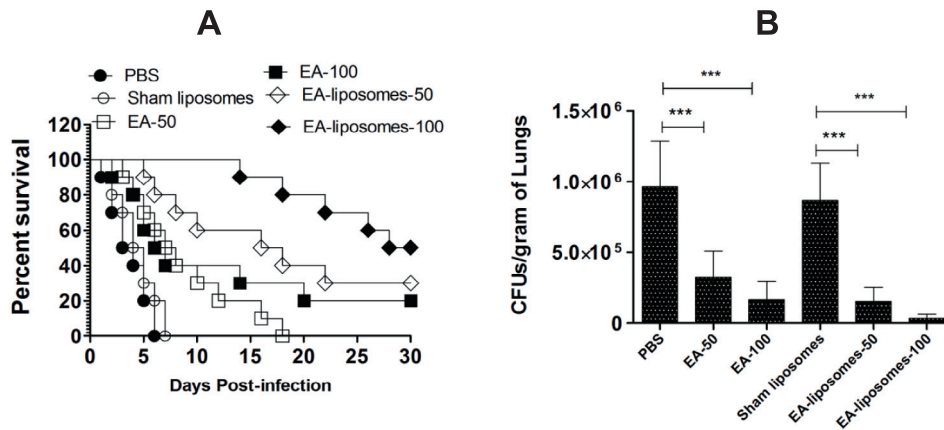 A
PBS
Sham liposomes
EA-50
EA-100
EA-liposomes-50
EA-liposomes-100
Percent survival
120
100
80
60
40
20
0
0 5 10 15 20 25 30
Days Post-infection
B
***
***
***
***
CFUs/gram of Lungs
1.5×10⁶
1.0×10⁶
5.0×10⁵
0
PBS
EA-50
EA-100
Sham liposomes
EA-liposomes-50
EA-liposomes-100